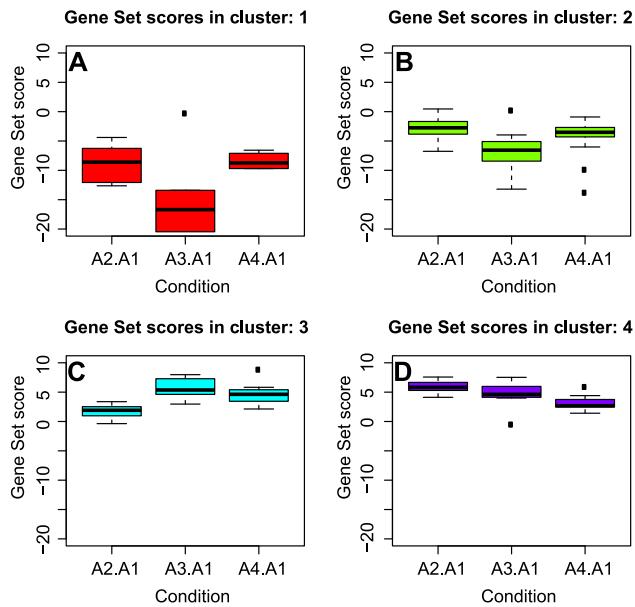 Gene Set scores in cluster: 1
A
Gene Set score
10
5
0
−10
−20
A2.A1 A3.A1 A4.A1
Condition
Gene Set scores in cluster: 2
B
Gene Set score
10
5
0
−10
−20
A2.A1 A3.A1 A4.A1
Condition
Gene Set scores in cluster: 3
C
Gene Set score
10
5
0
−10
−20
A2.A1 A3.A1 A4.A1
Condition
Gene Set scores in cluster: 4
D
Gene Set score
10
5
0
−10
−20
A2.A1 A3.A1 A4.A1
Condition